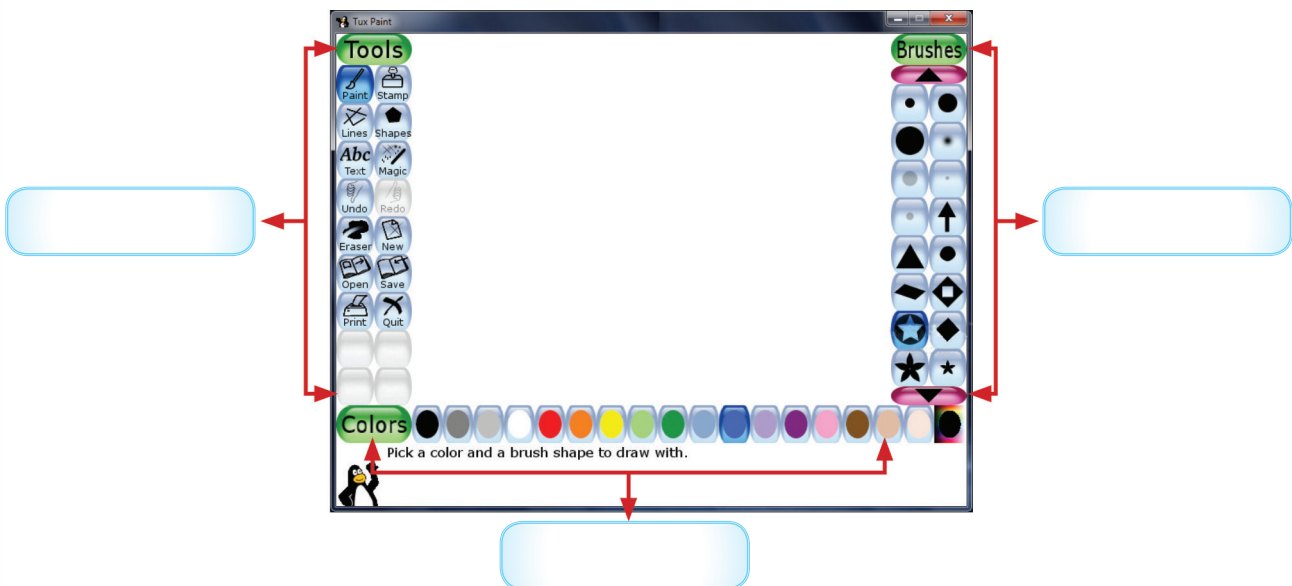 Tux Paint
Tools
Brushes
Paint Stamp
Lines Shapes
Abc
Text Magic
Undo Redo
Eraser New
Open Save
Print Quit
Colors
Pick a color and a brush shape to draw with.